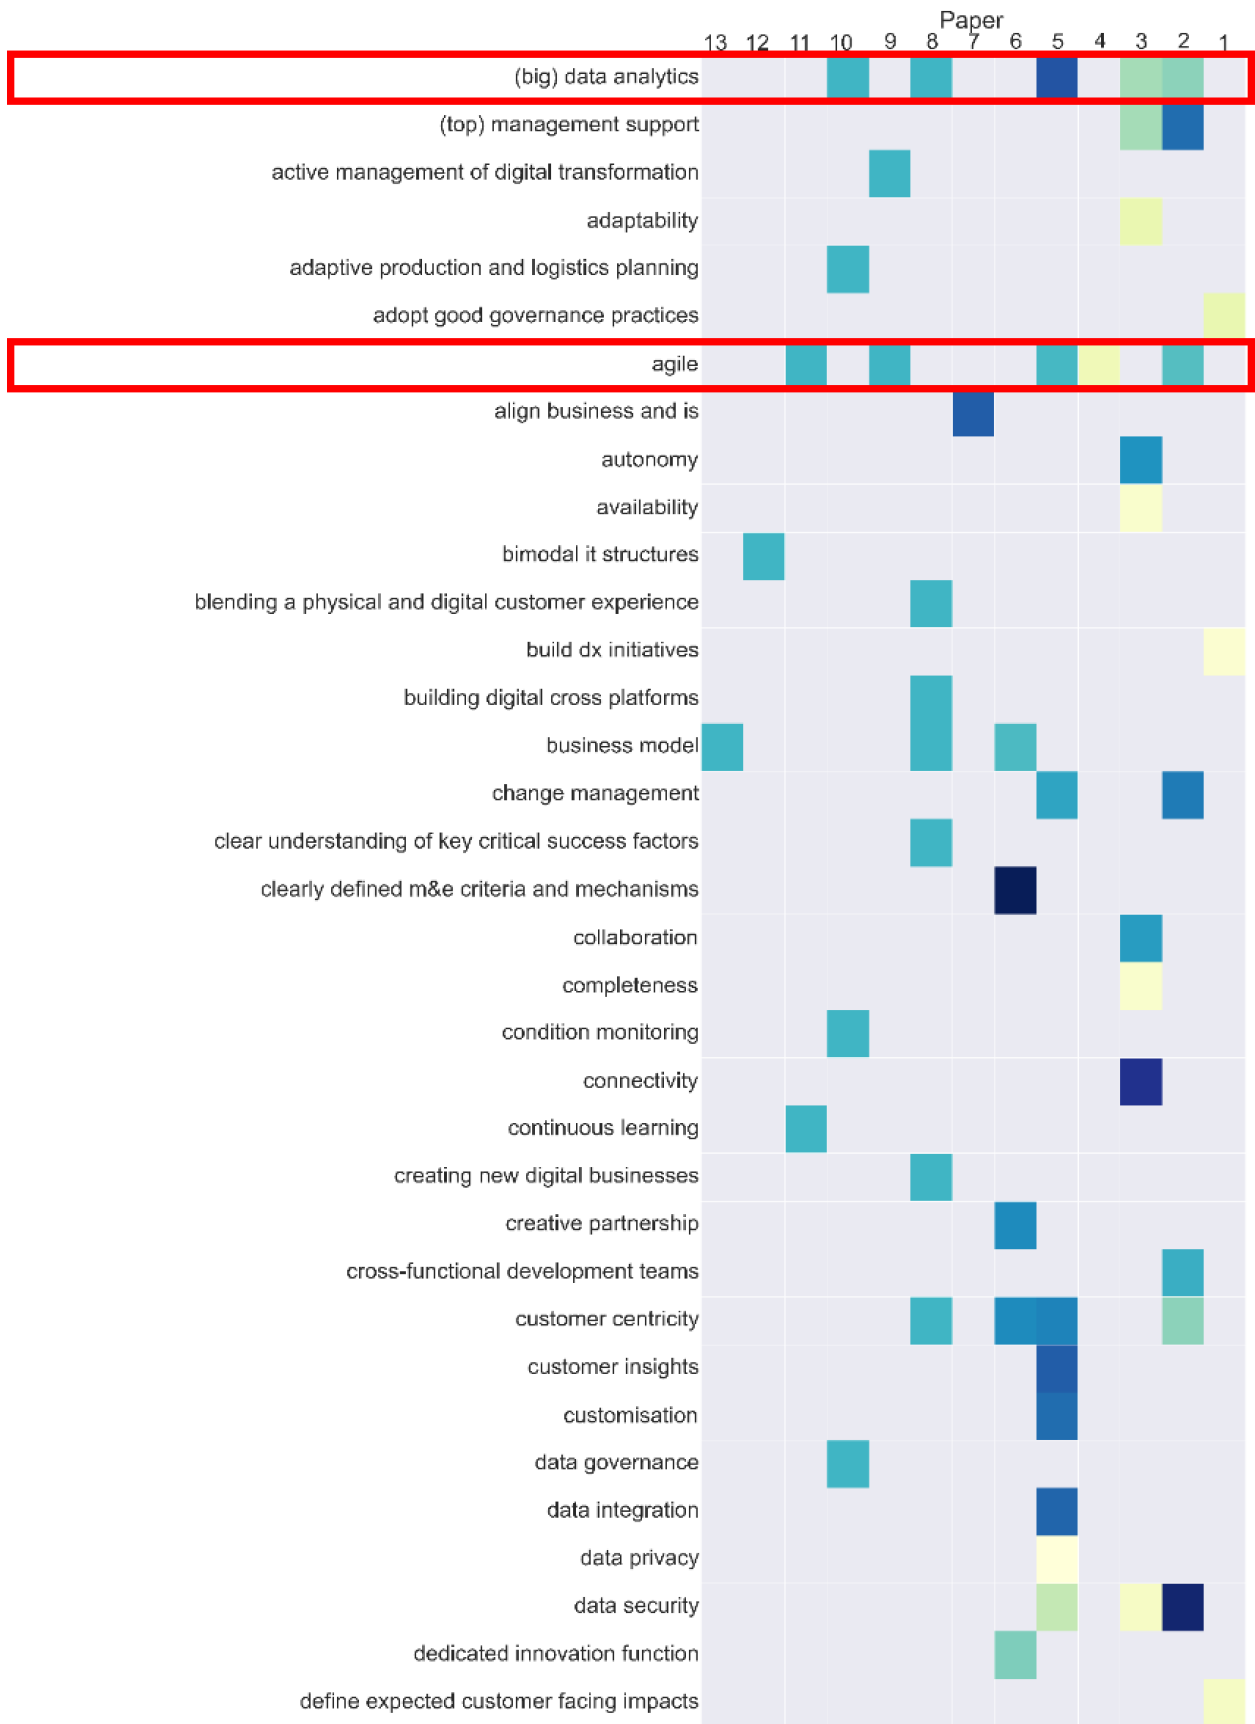 Paper
13 12 11 10 9 8 7 6 5 4 3 2 1
(big) data analytics
(top) management support
active management of digital transformation
adaptability
adaptive production and logistics planning
adopt good governance practices
agile
align business and is
autonomy
availability
bimodal it structures
blending a physical and digital customer experience
build dx initiatives
building digital cross platforms
business model
change management
clear understanding of key critical success factors
clearly defined m&e criteria and mechanisms
collaboration
completeness
condition monitoring
connectivity
continuous learning
creating new digital businesses
creative partnership
cross-functional development teams
customer centricity
customer insights
customisation
data governance
data integration
data privacy
data security
dedicated innovation function
define expected customer facing impacts